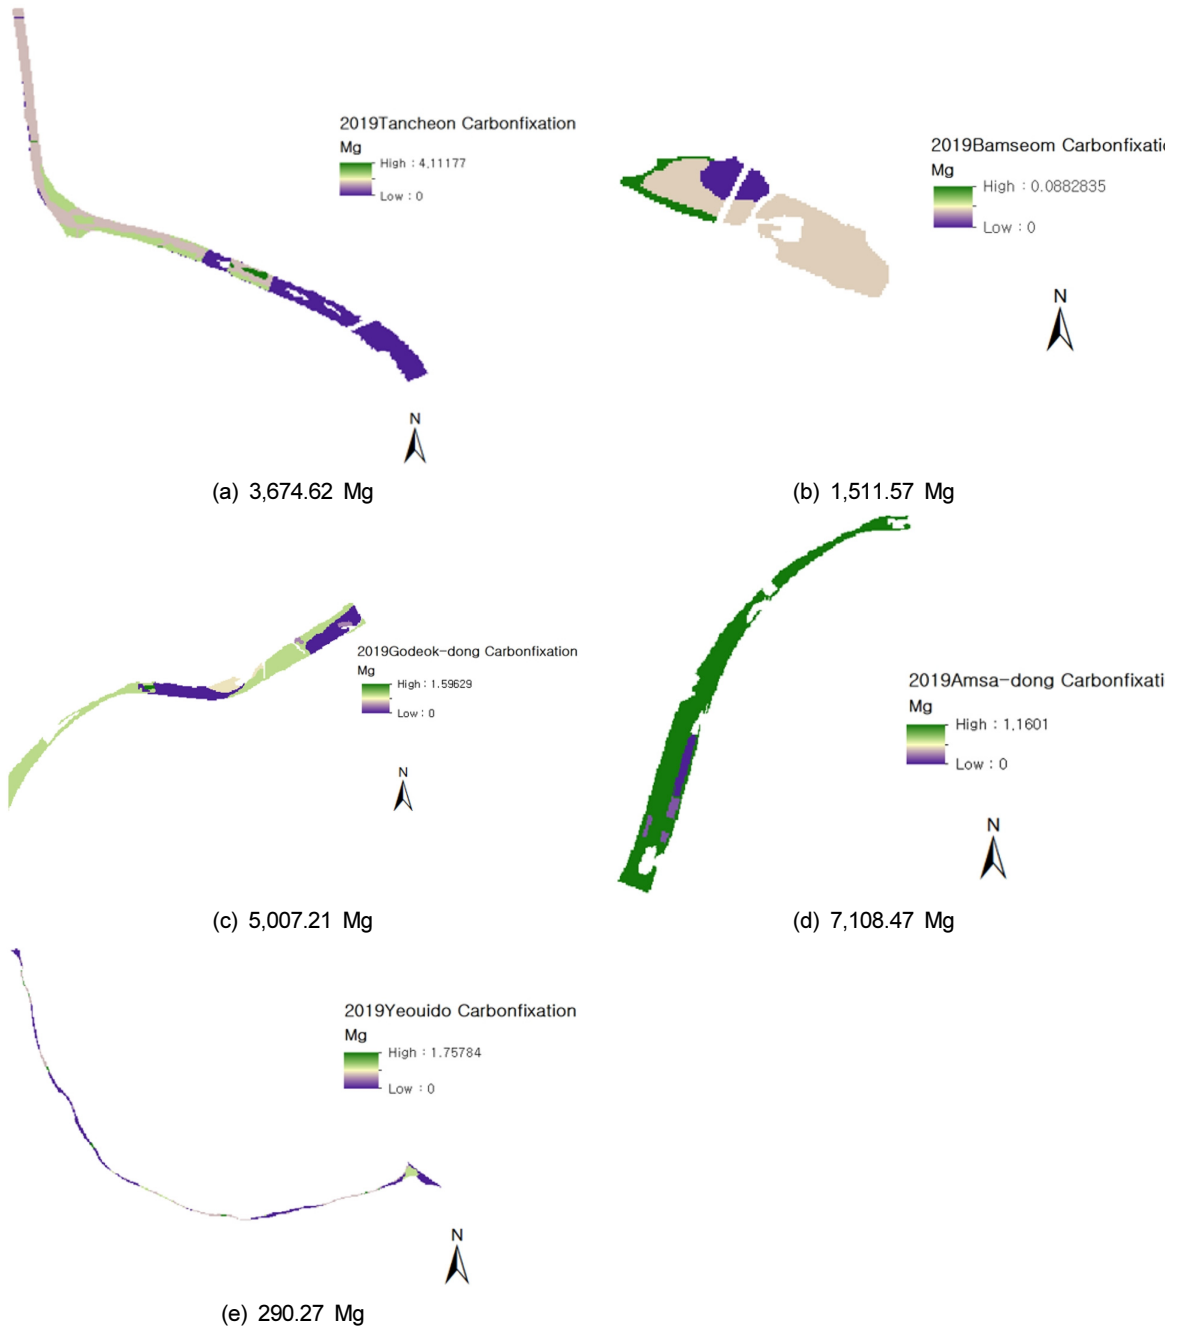 2019Tancheon Carbonfixation
Mg
High : 4.11177
Low : 0
N
(a) 3,674.62 Mg
2019Bamseom Carbonfixati
Mg
High : 0.0882835
Low : 0
N
(b) 1,511.57 Mg
2019Godeok-dong Carbonfixation
Mg
High : 1.59629
Low : 0
N
(c) 5,007.21 Mg
2019Amsa-dong Carbonfixati
Mg
High : 1.1601
Low : 0
N
(d) 7,108.47 Mg
2019Yeouido Carbonfixation
Mg
High : 1.75784
Low : 0
N
(e) 290.27 Mg